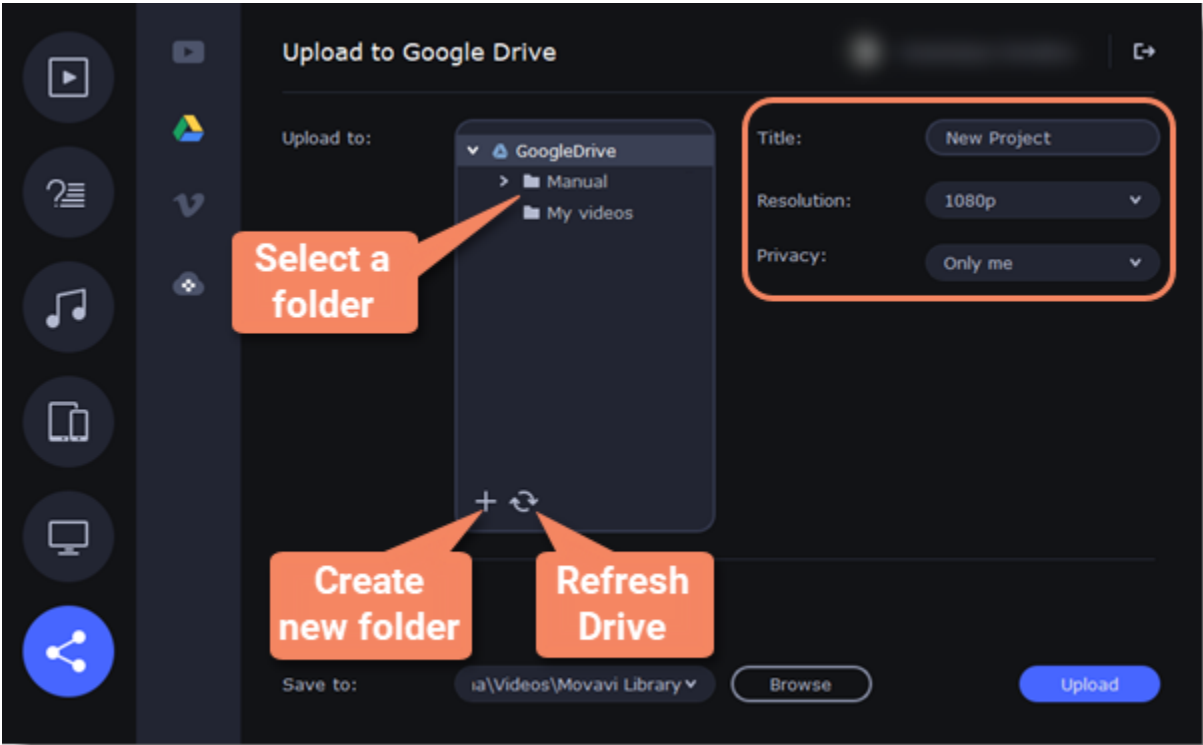 Upload to Google Drive
Upload to:
GoogleDrive
Manual
My videos
Select a
folder
Create
new folder
Refresh
Drive
Title:
New Project
Resolution:
1080p
Privacy:
Only me
Save to:
\Videos\Movavi Library
Browse
Upload